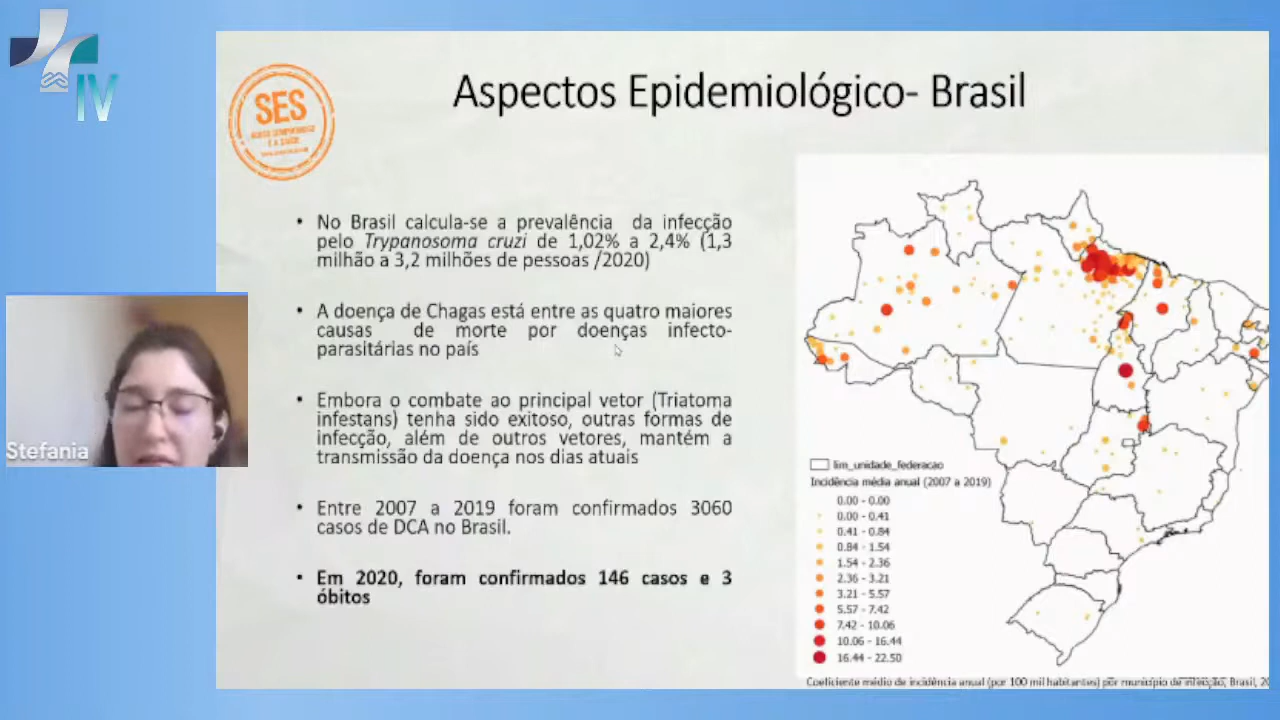 IV
Aspectos Epidemiológico- Brasil
SES
• No Brasil calcula-se a prevalência da infecção
pelo Trypanosoma cruzi de 1,02% a 2,4% (1,3
milhão a 3,2 milhões de pessoas /2020)
• A doença de Chagas está entre as quatro maiores
causas de morte por doenças infecto-
parasitárias no país
• Embora o combate ao principal vetor (Triatoma
infestans) tenha sido exitoso, outras formas de
infecção, além de outros vetores, mantém a
transmissão da doença nos dias atuais
• Entre 2007 a 2019 foram confirmados 3060
casos de DCA no Brasil.
• Em 2020, foram confirmados 146 casos e 3
óbitos
Stefania
lim_unidade_federacao
Incidência média anual (2007 a 2019)
0.00 - 0.00
0.00 - 0.41
0.41 - 0.84
0.84 - 1.54
1.54 - 2.36
2.36 - 3.21
3.21 - 5.57
5.57 - 7.42
7.42 - 10.06
10.06 - 16.44
16.44 - 22.50
Coeficiente médio de incidência anual (por 100 mil habitantes) por município de infecção, Brasil, 20